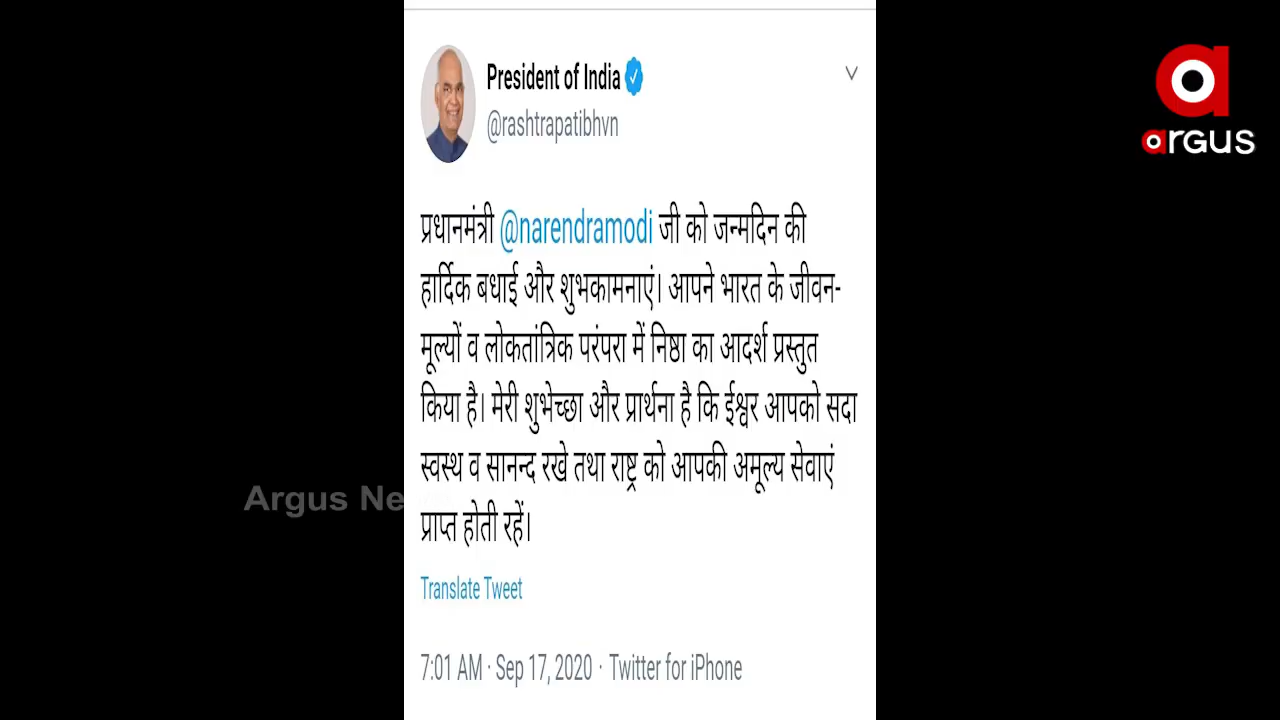 President of India
@rashtrapatibhvn
argus
प्रधानमंत्री @narendramodi जी को जन्मदिन की
हार्दिक बधाई और शुभकामनाएं। आपने भारत के जीवन-
मूल्यों व लोकतांत्रिक परंपरा में निष्ठा का आदर्श प्रस्तुत
किया है। मेरी शुभेच्छा और प्रार्थना है कि ईश्वर आपको सदा
स्वस्थ व सानन्द रखे तथा राष्ट्र को आपकी अमूल्य सेवाएं
Argus Ne
प्राप्त होती रहें।
Translate Tweet
7:01 AM · Sep 17, 2020 · Twitter for iPhone